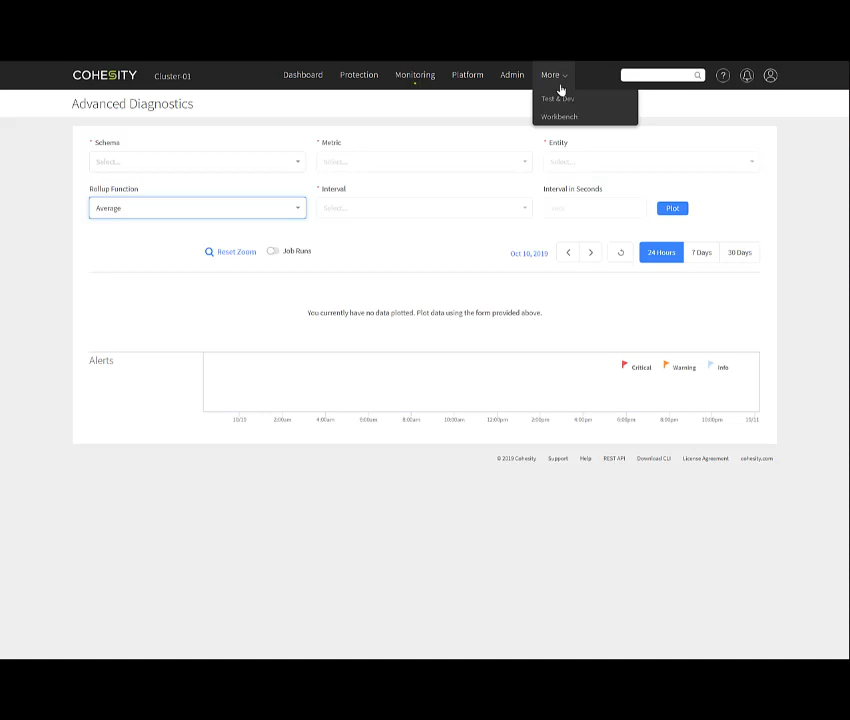 COHESITY Cluster-01 Dashboard Protection Monitoring Platform Admin More
Test & Dev
Workbench
Advanced Diagnostics
* Schema * Metric * Entity
Select... Select... Select...
Rollup Function * Interval Interval in Seconds
Average Select... Plot
Reset Zoom Job Runs Oct 10, 2019 24 Hours 7 Days 30 Days
You currently have no data plotted. Plot data using the form provided above.
Alerts
Critical Warning Info
10/10 2:00am 4:00am 6:00am 8:00am 10:00am 12:00pm 2:00pm 4:00pm 6:00pm 8:00pm 10:00pm 10/11
© 2019 Cohesity Support Help REST API Download CLI License Agreement cohesity.com